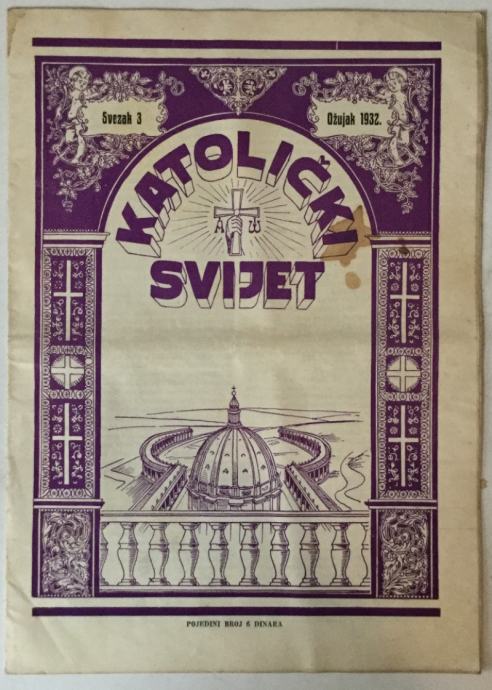 Svezak 3
Ožujak 1932.
KATOLIČKI
A ω
SVIJET
POJEDINI BROJ 6 DINARA